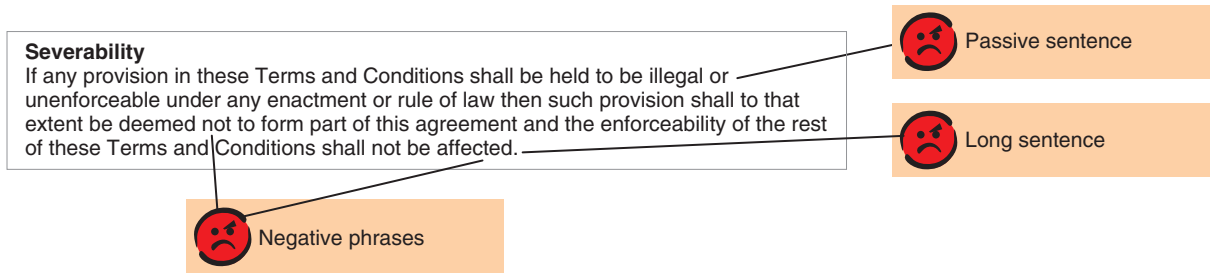 Passive sentence
Severability
If any provision in these Terms and Conditions shall be held to be illegal or
unenforceable under any enactment or rule of law then such provision shall to that
extent be deemed not to form part of this agreement and the enforceability of the rest
of these Terms and Conditions shall not be affected.
Long sentence
Negative phrases